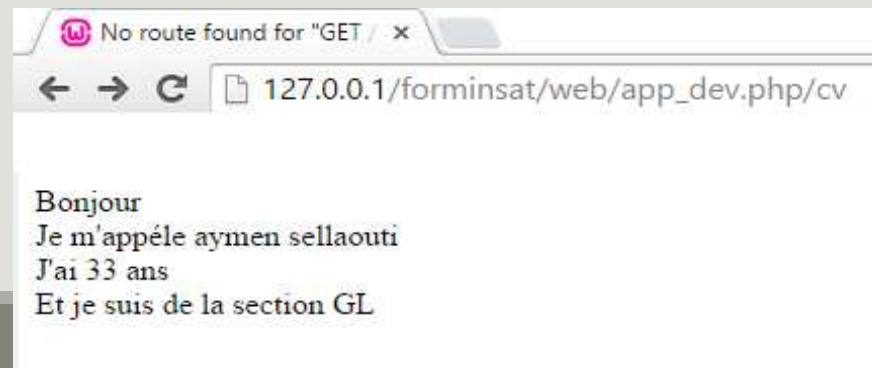 No route found for "GET /
127.0.0.1/forminsat/web/app_dev.php/cv
Bonjour
Je m'appéle aymen sellaouti
J'ai 33 ans
Et je suis de la section GL